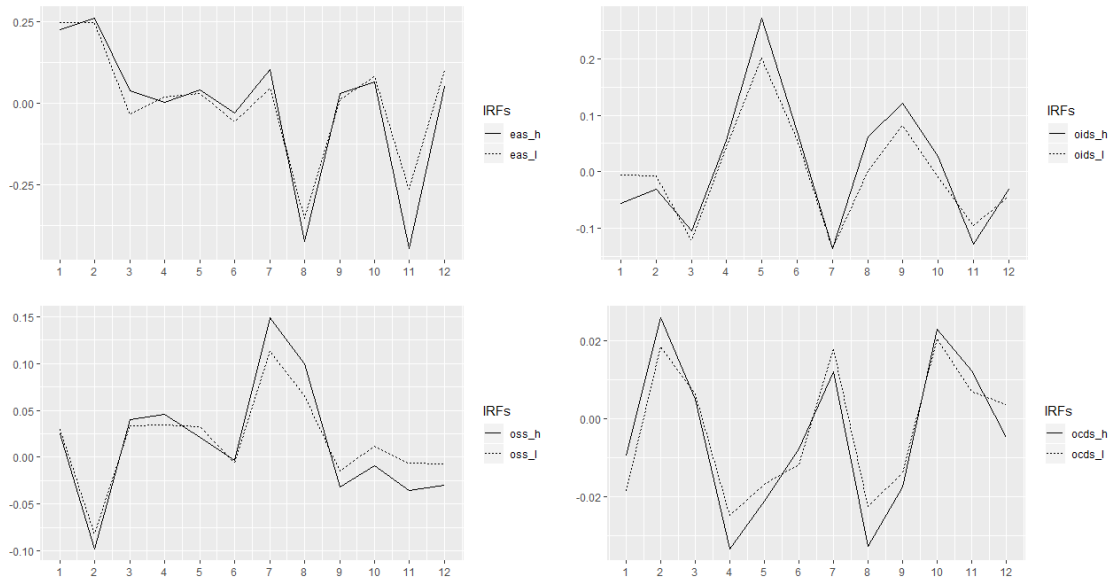 0.25
0.00
-0.25
1 2 3 4 5 6 7 8 9 10 11 12
IRFs
eas_h
eas_l
0.2
0.1
0.0
-0.1
1 2 3 4 5 6 7 8 9 10 11 12
IRFs
oids_h
oids_l
0.15
0.10
0.05
0.00
-0.05
-0.10
1 2 3 4 5 6 7 8 9 10 11 12
IRFs
oss_h
oss_l
0.02
0.00
-0.02
1 2 3 4 5 6 7 8 9 10 11 12
IRFs
ocds_h
ocds_l